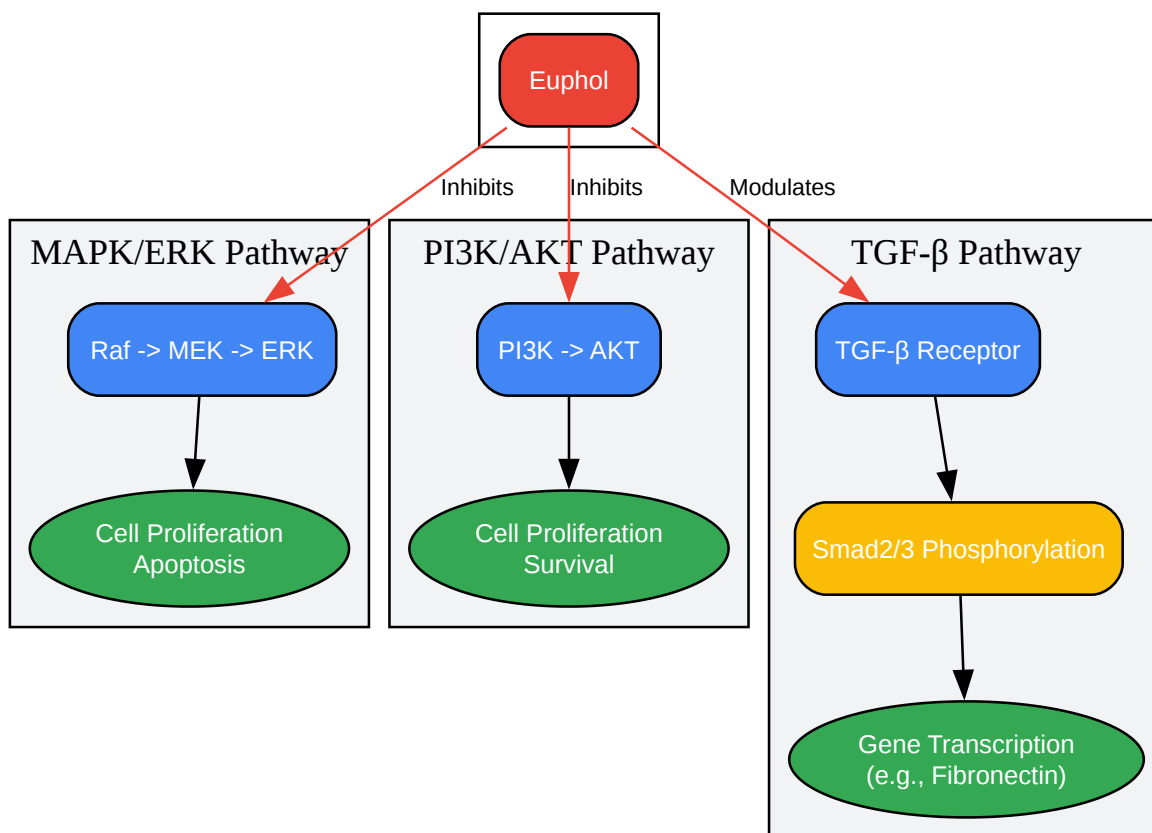 Euphol
Inhibits
Inhibits
Modulates
MAPK/ERK Pathway
PI3K/AKT Pathway
TGF-β Pathway
Raf -> MEK -> ERK
PI3K -> AKT
TGF-β Receptor
Cell Proliferation
Apoptosis
Cell Proliferation
Survival
Smad2/3 Phosphorylation
Gene Transcription
(e.g., Fibronectin)